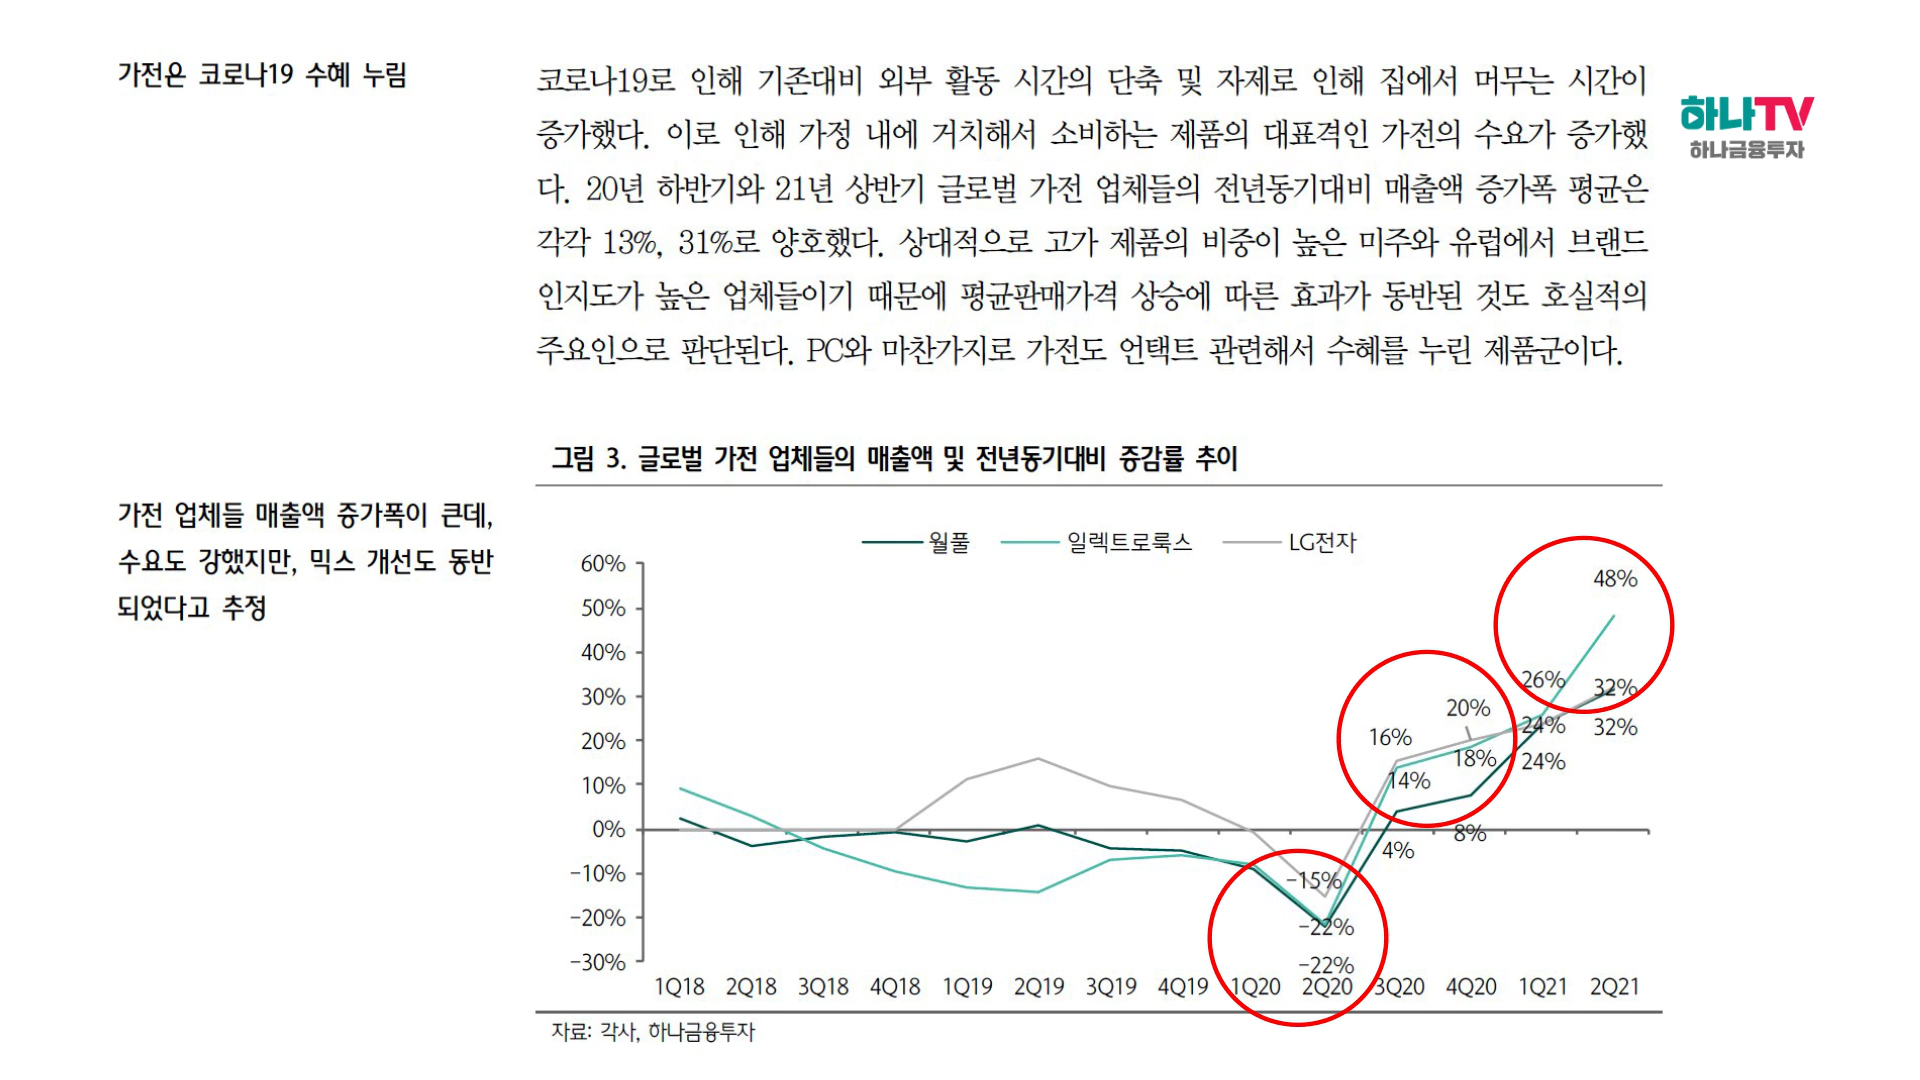 가전은 코로나19 수혜 누림
코로나19로 인해 기존대비 외부 활동 시간의 단축 및 자제로 인해 집에서 머무는 시간이
증가했다. 이로 인해 가정 내에 거치해서 소비하는 제품의 대표격인 가전의 수요가 증가했
다. 20년 하반기와 21년 상반기 글로벌 가전 업체들의 전년동기대비 매출액 증가폭 평균은
각각 13%, 31%로 양호했다. 상대적으로 고가 제품의 비중이 높은 미주와 유럽에서 브랜드
인지도가 높은 업체들이기 때문에 평균판매가격 상승에 따른 효과가 동반된 것도 호실적의
주요인으로 판단된다. PC와 마찬가지로 가전도 언택트 관련해서 수혜를 누린 제품군이다.
하나TV
하나금융투자
그림 3. 글로벌 가전 업체들의 매출액 및 전년동기대비 증감률 추이
가전 업체들 매출액 증가폭이 큰데,
수요도 강했지만, 믹스 개선도 동반
되었다고 추정
월풀 일렉트로룩스 LG전자
60%
50%
40%
30%
20%
10%
0%
-10%
-20%
-30%
-15%
-22%
-22%
16%
14%
4%
20%
18%
8%
26%
24%
24%
48%
32%
32%
1Q18 2Q18 3Q18 4Q18 1Q19 2Q19 3Q19 4Q19 1Q20 2Q20 3Q20 4Q20 1Q21 2Q21
자료: 각사, 하나금융투자